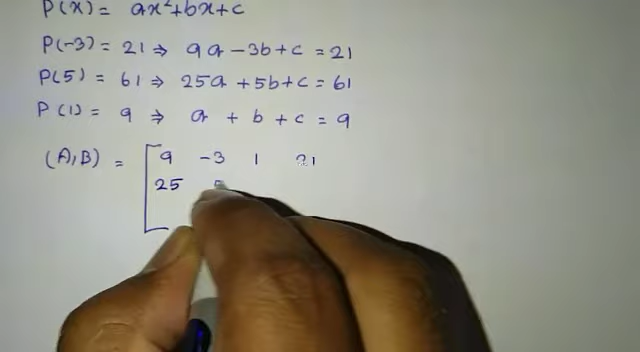 P(x) = ax²+bx+c
P(-3) = 21 ⇒ 9a - 3b + c = 21
P(5) = 61 ⇒ 25a + 5b + c = 61
P(1) = 9 ⇒ a + b + c = 9
(A,B) = [ 9 -3 1 21
25 5